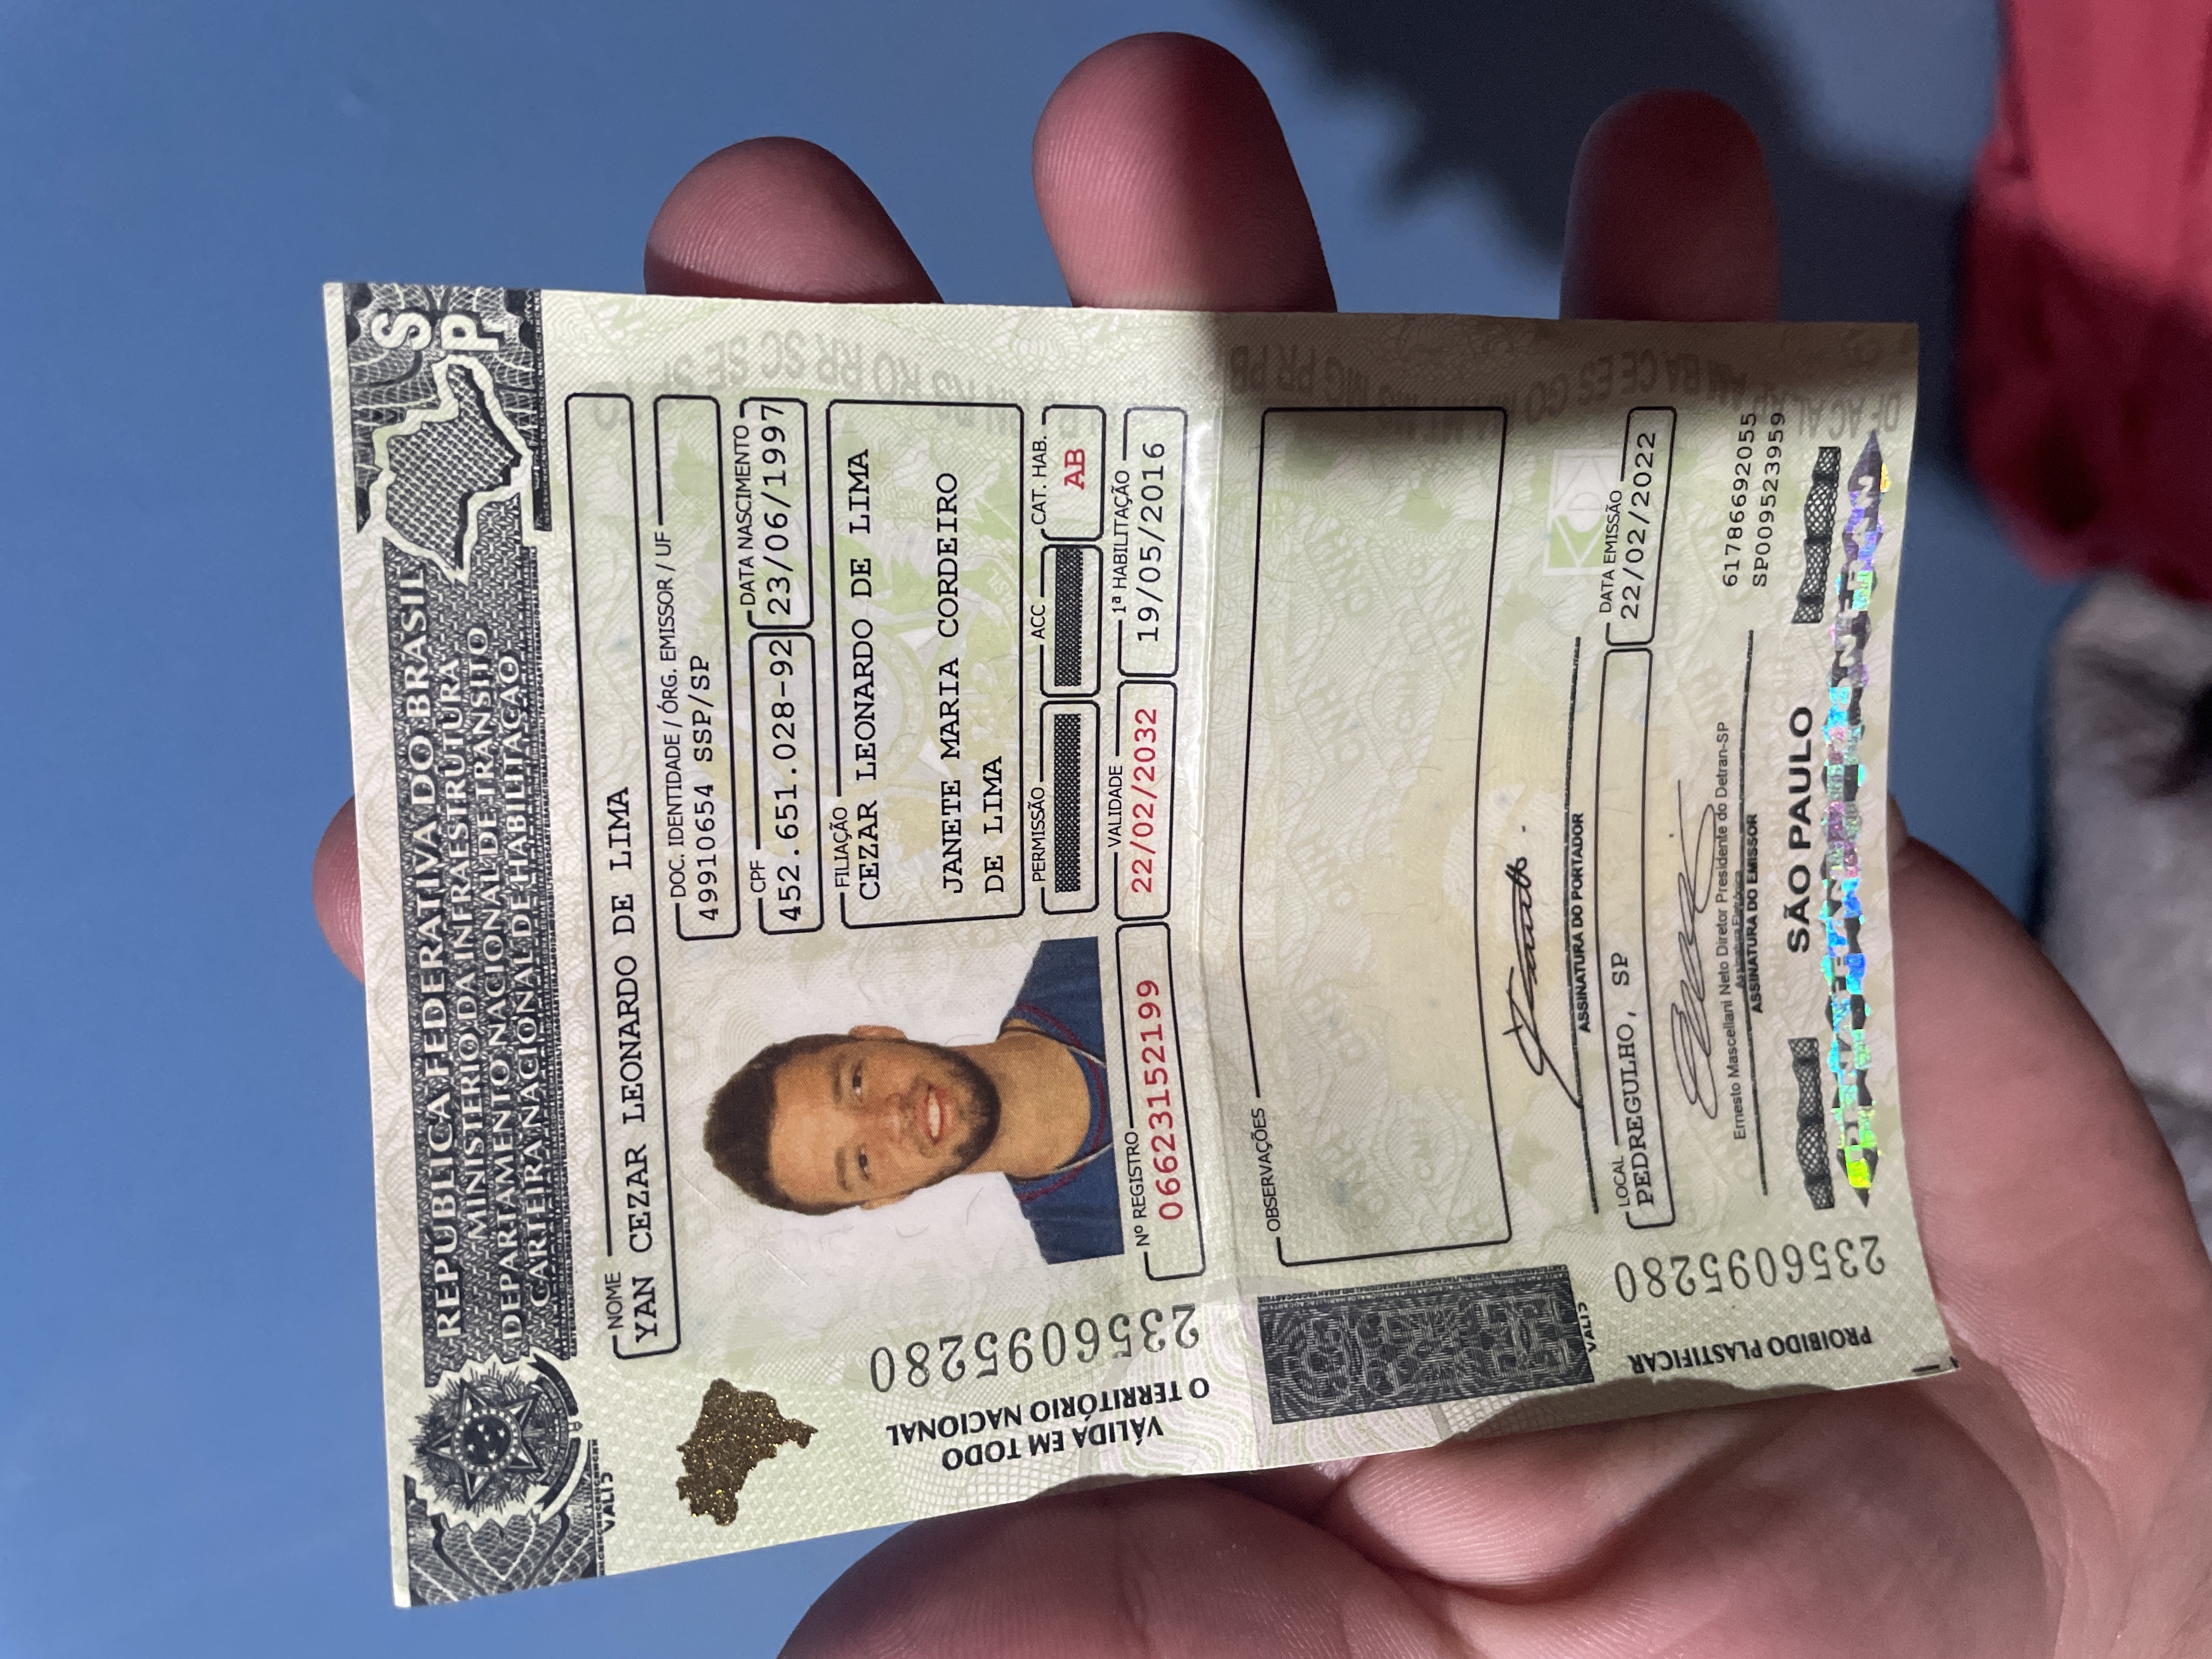 REPÚBLICA FEDERATIVA DO BRASIL
MINISTÉRIO DA INFRAESTRUTURA
DEPARTAMENTO NACIONAL DE TRÂNSITO
CARTEIRA NACIONAL DE HABILITAÇÃO
SP
VALID
NOME
YAN CEZAR LEONARDO DE LIMA
DOC. IDENTIDADE / ÓRG. EMISSOR / UF
49910654 SSP/SP
CPF
452.651.028-92
DATA NASCIMENTO
23/06/1997
FILIAÇÃO
CEZAR LEONARDO DE LIMA
JANETE MARIA CORDEIRO
DE LIMA
PERMISSÃO
ACC
CAT. HAB.
AB
Nº REGISTRO
06623152199
VALIDADE
22/02/2032
1ª HABILITAÇÃO
19/05/2016
VÁLIDA EM TODO
O TERRITÓRIO NACIONAL
2356095280
OBSERVAÇÕES
VALID
ASSINATURA DO PORTADOR
LOCAL
PEDREGULHO, SP
DATA EMISSÃO
22/02/2022
Ernesto Mascellani Neto Diretor Presidente do Detran-SP
Assinatura Eletrônica
ASSINATURA DO EMISSOR
61786692055
SP009523959
PROIBIDO PLASTIFICAR
2356095280
SÃO PAULO
DENATRAN CONTRAN